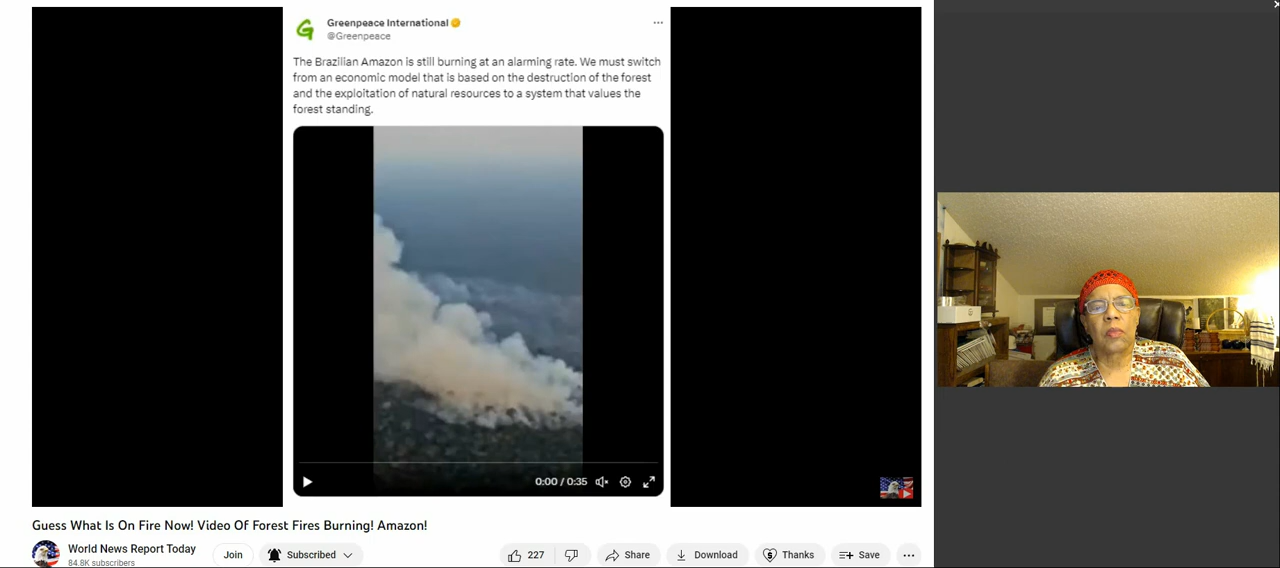 Greenpeace International
@Greenpeace
The Brazilian Amazon is still burning at an alarming rate. We must switch
from an economic model that is based on the destruction of the forest
and the exploitation of natural resources to a system that values the
forest standing.
0:00 / 0:35
Guess What Is On Fire Now! Video Of Forest Fires Burning! Amazon!
World News Report Today
84.8K subscribers
Join
Subscribed
227
Share
Download
Thanks
Save